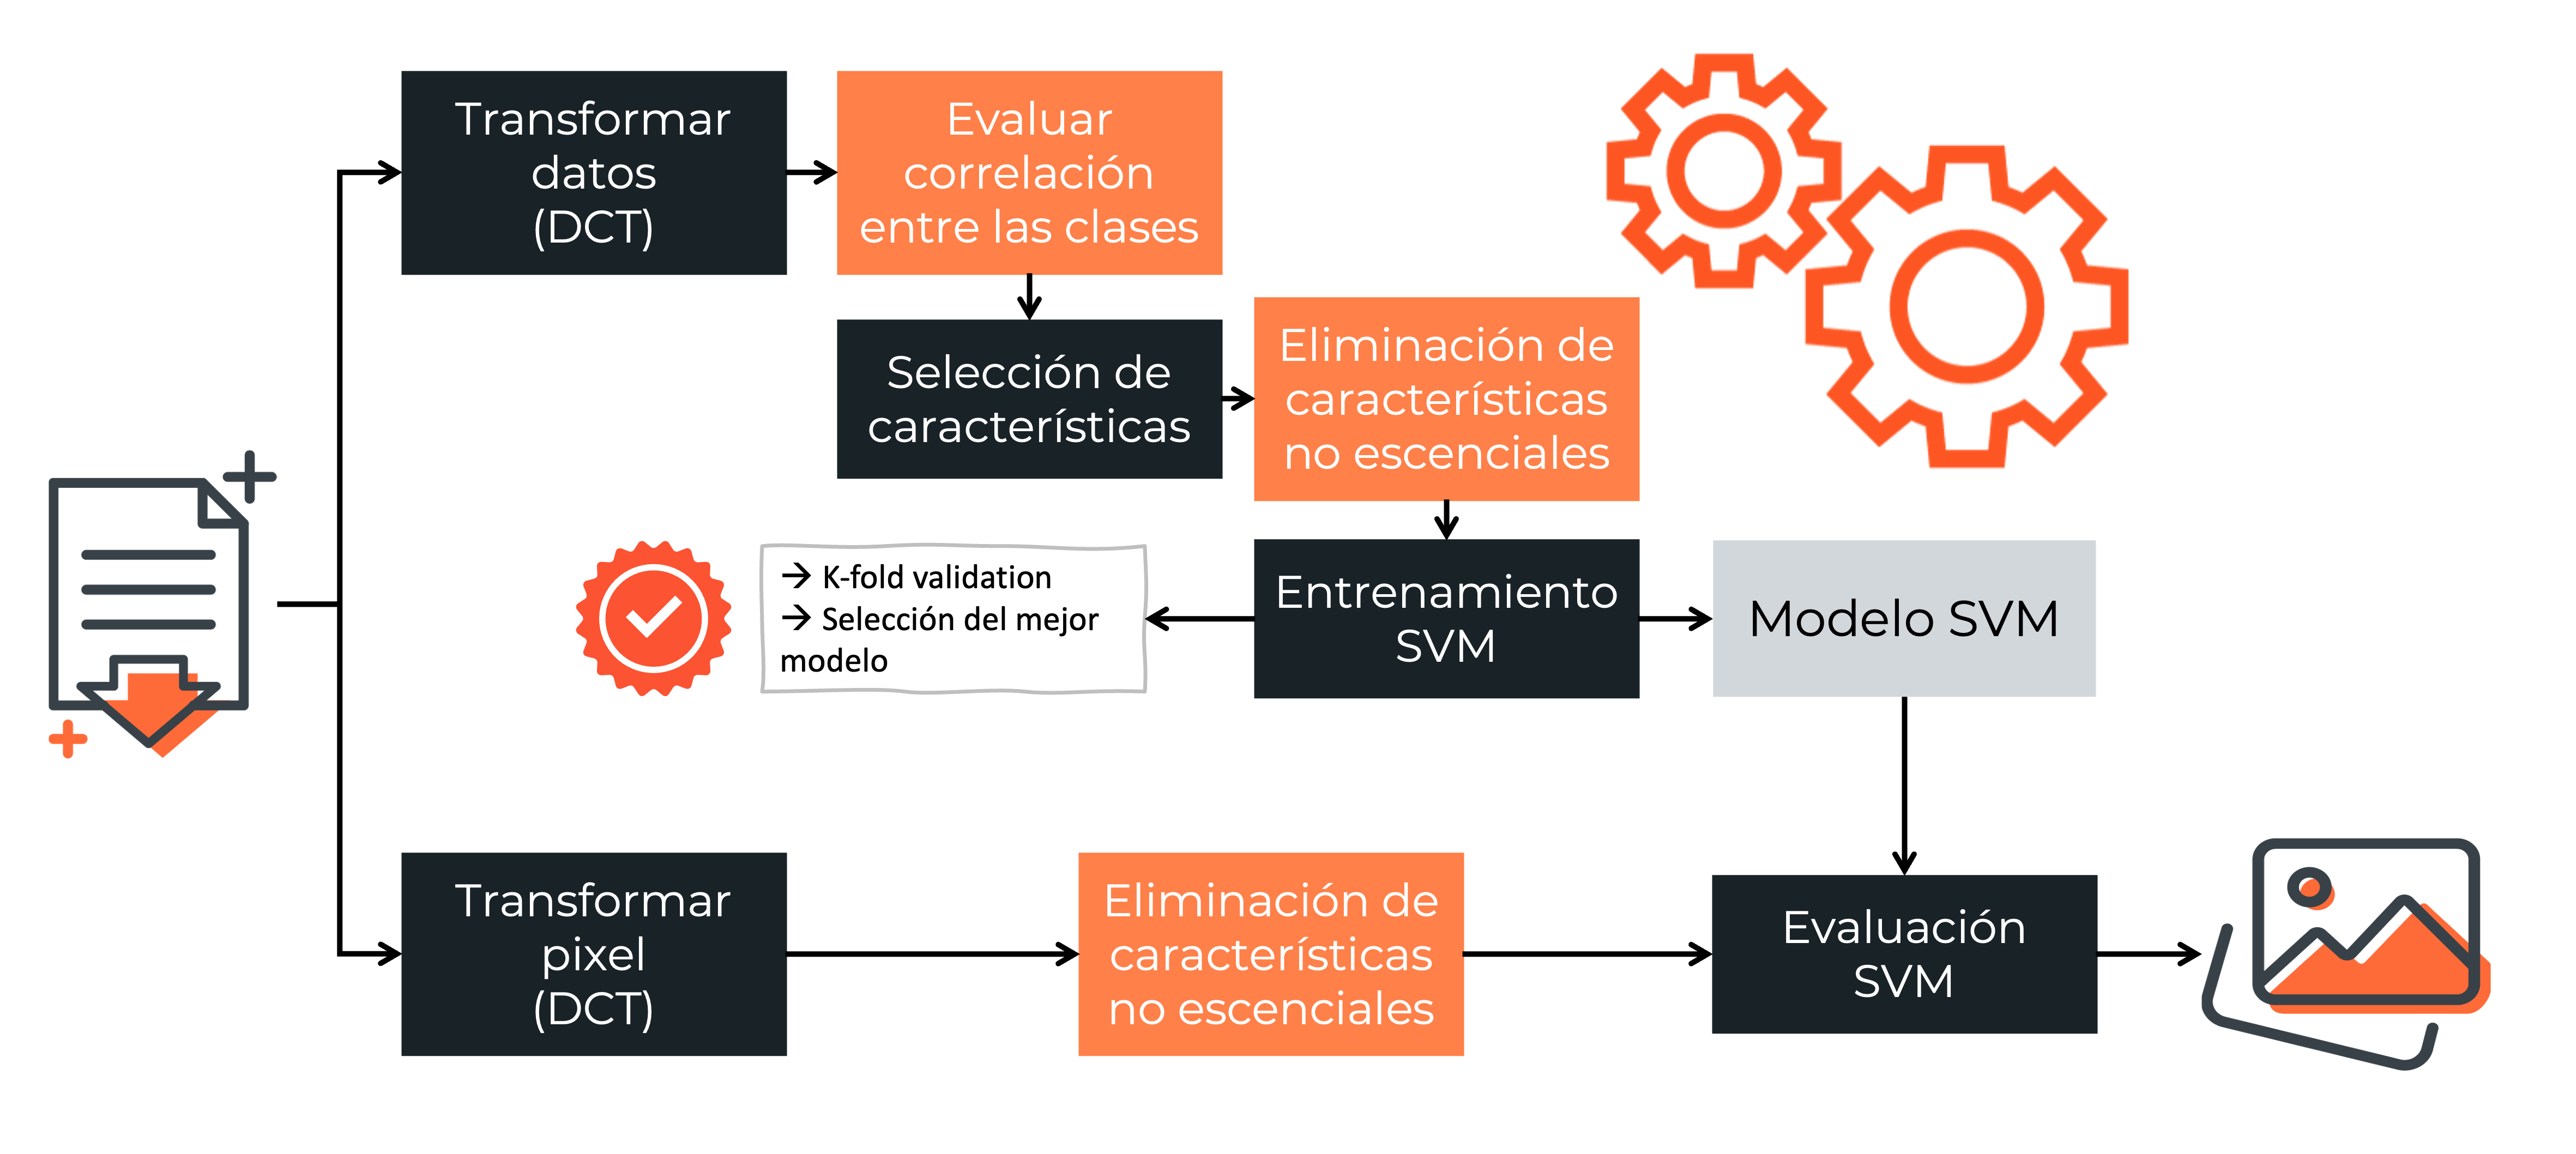 Transformar
datos
(DCT)
Evaluar
correlación
entre las clases
Selección de
características
Eliminación de
características
no escenciales
→ K-fold validation
→ Selección del mejor
modelo
Entrenamiento
SVM
Modelo SVM
Transformar
pixel
(DCT)
Eliminación de
características
no escenciales
Evaluación
SVM